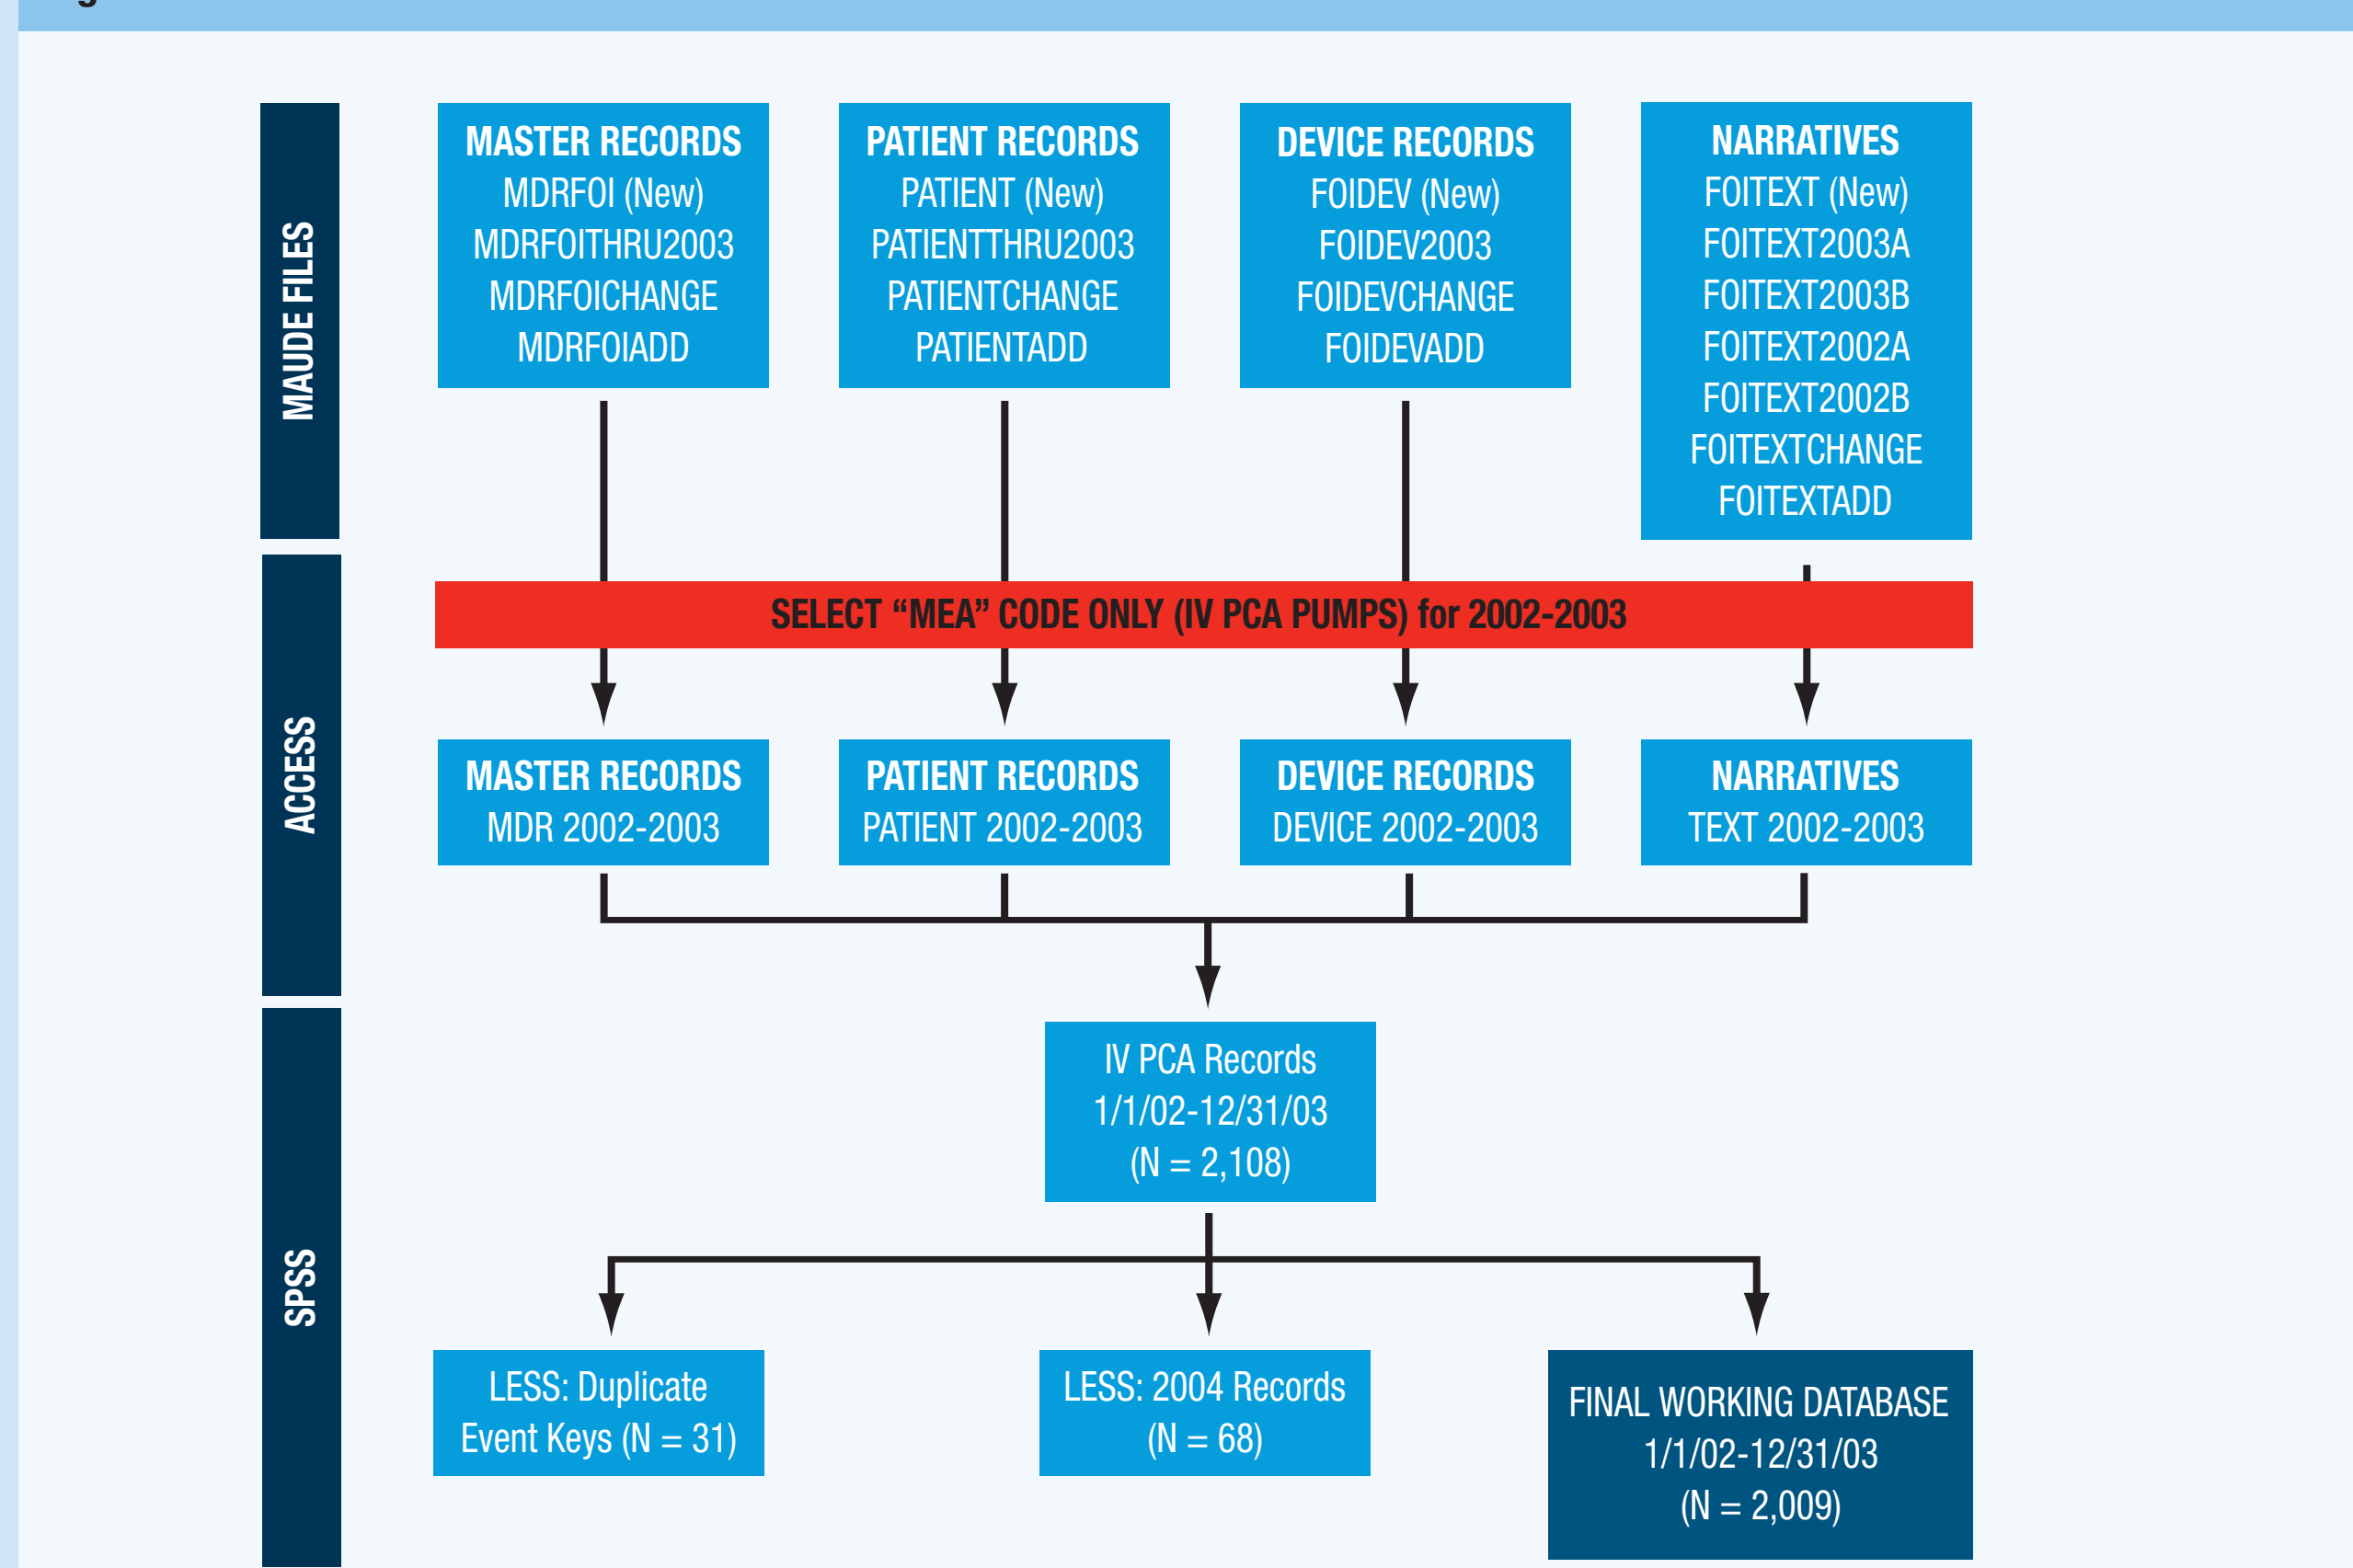 MAUDE FILES
MASTER RECORDS
MDRFOI (New)
MDRFOITHRU2003
MDRFOICHANGE
MDRFOIADD
PATIENT RECORDS
PATIENT (New)
PATIENTTHRU2003
PATIENTCHANGE
PATIENTADD
DEVICE RECORDS
FOIDEV (New)
FOIDEV2003
FOIDEVCHANGE
FOIDEVADD
NARRATIVES
FOITEXT (New)
FOITEXT2003A
FOITEXT2003B
FOITEXT2002A
FOITEXT2002B
FOITEXTCHANGE
FOITEXTADD
ACCESS
SELECT “MEA” CODE ONLY (IV PCA PUMPS) for 2002-2003
MASTER RECORDS
MDR 2002-2003
PATIENT RECORDS
PATIENT 2002-2003
DEVICE RECORDS
DEVICE 2002-2003
NARRATIVES
TEXT 2002-2003
SPSS
IV PCA Records
1/1/02-12/31/03
(N = 2,108)
LESS: Duplicate
Event Keys (N = 31)
LESS: 2004 Records
(N = 68)
FINAL WORKING DATABASE
1/1/02-12/31/03
(N = 2,009)